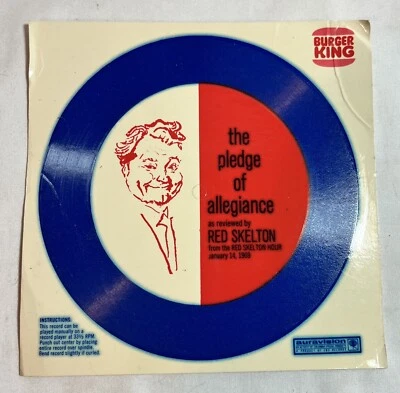 BURGER
KING
the
pledge
of
allegiance
as reviewed by
RED SKELTON
from the RED SKELTON HOUR
January 14, 1969
INSTRUCTIONS:
This record can be
played manually on a
record player at 33⅓ RPM.
Punch out center by placing
entire record over spindle.
Bend record slightly if curled.
auravision